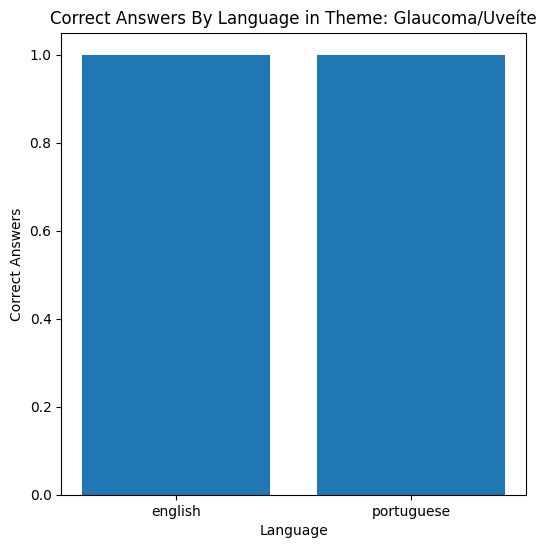 Correct Answers By Language in Theme: Glaucoma/Uveíte
Correct Answers
1.0
0.8
0.6
0.4
0.2
0.0
english portuguese
Language